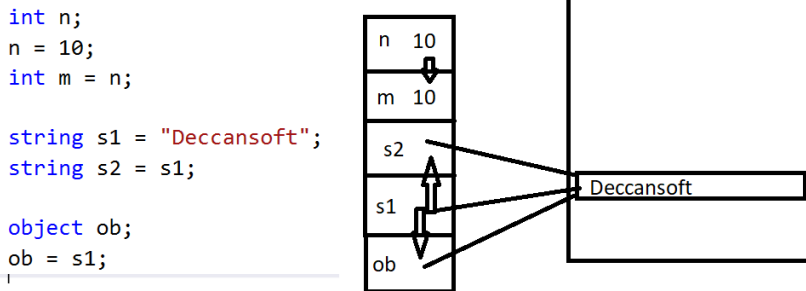 int n;
n = 10;
int m = n;
string s1 = "Deccansoft";
string s2 = s1;
object ob;
ob = s1;
n 10
m 10
s2
s1
ob
Deccansoft